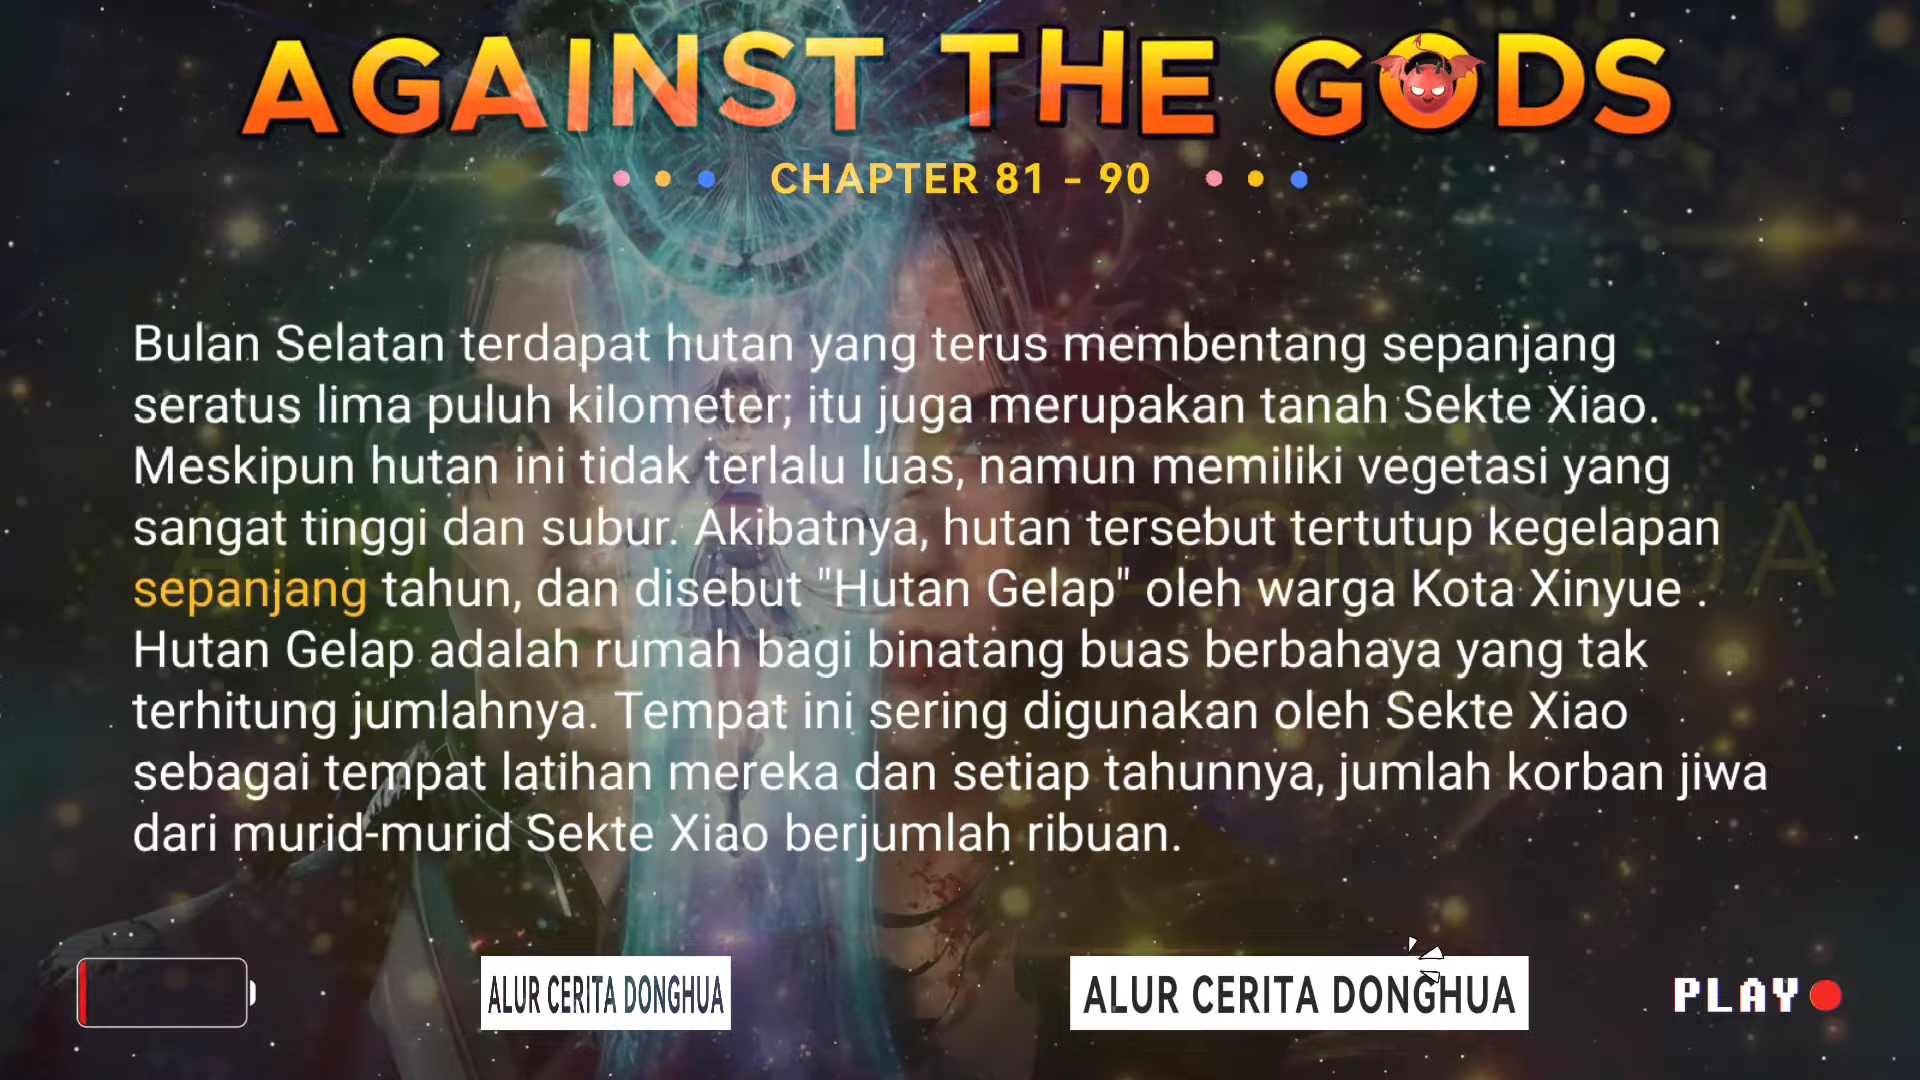 AGAINST THE GODS
CHAPTER 81 - 90
Bulan Selatan terdapat hutan yang terus membentang sepanjang
seratus lima puluh kilometer; itu juga merupakan tanah Sekte Xiao.
Meskipun hutan ini tidak terlalu luas, namun memiliki vegetasi yang
sangat tinggi dan subur. Akibatnya, hutan tersebut tertutup kegelapan
sepanjang tahun, dan disebut "Hutan Gelap" oleh warga Kota Xinyue .
Hutan Gelap adalah rumah bagi binatang buas berbahaya yang tak
terhitung jumlahnya. Tempat ini sering digunakan oleh Sekte Xiao
sebagai tempat latihan mereka dan setiap tahunnya, jumlah korban jiwa
dari murid-murid Sekte Xiao berjumlah ribuan.
ALUR CERITA DONGHUA
ALUR CERITA DONGHUA
PLAY